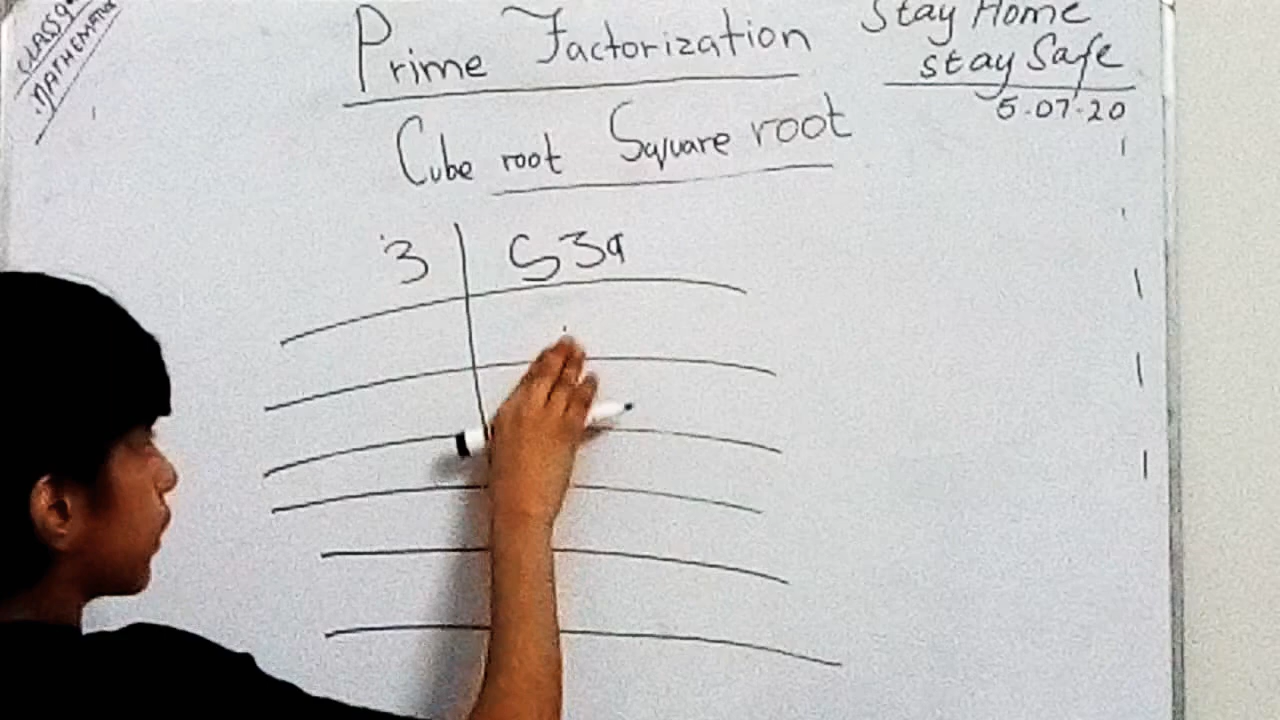 CLASS 9
MATHEMATICS
Prime Factorization
Stay Home
stay Safe
5.07.20
Cube root Square root
3 539